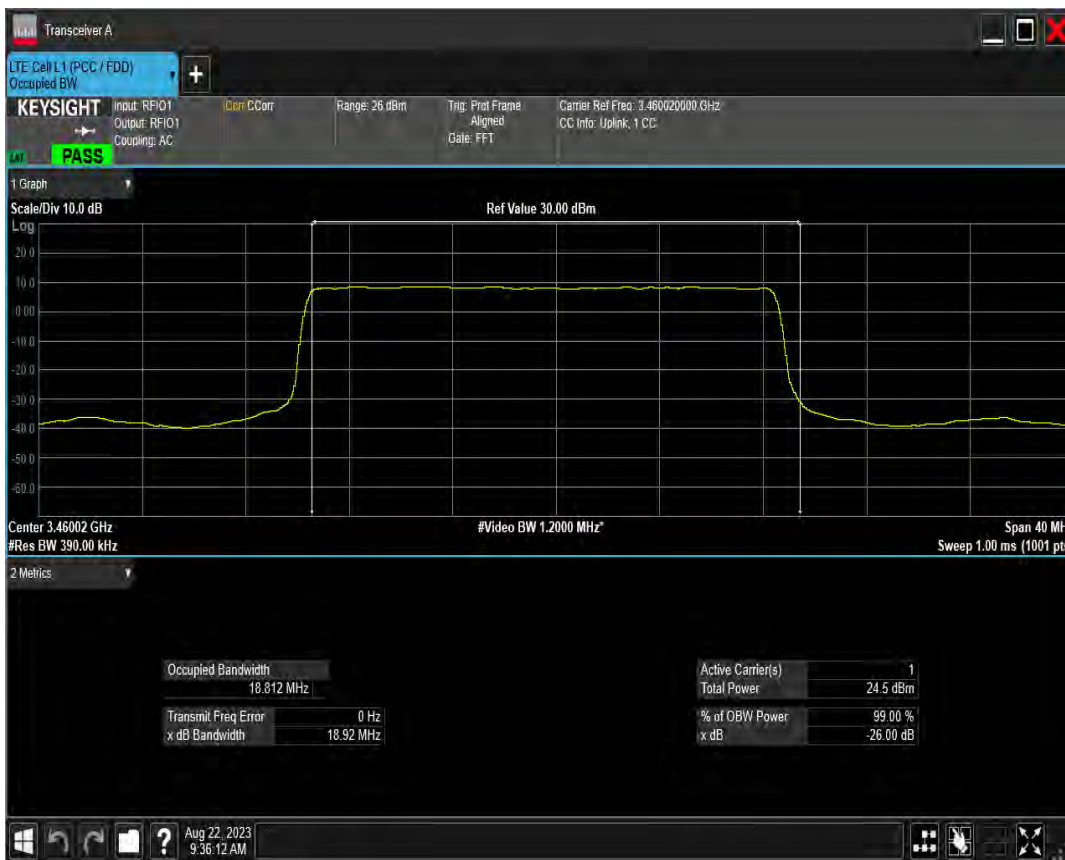 Transceiver A
LTE Cell L1 (PCC / FDD)
Occupied BW
+
KEYSIGHT
PASS
Input: RFIO1
Output: RFIO1
Coupling: AC
Corr CCorr
Range: 26 dBm
Trig: Prot Frame
Aligned
Gate: FFT
Carrier Ref Freq: 3.460020000 GHz
CC Info: Uplink, 1 CC
1 Graph
Scale/Div 10.0 dB
Ref Value 30.00 dBm
Log
20.0
10.0
0.00
-10.0
-20.0
-30.0
-40.0
-50.0
-60.0
Center 3.46002 GHz
#Video BW 1.2000 MHz*
Span 40 MH
#Res BW 390.00 kHz
Sweep 1.00 ms (1001 pt
2 Metrics
Occupied Bandwidth
18.812 MHz
Transmit Freq Error 0 Hz
x dB Bandwidth 18.92 MHz
Active Carrier(s) 1
Total Power 24.5 dBm
% of OBW Power 99.00 %
x dB -26.00 dB
?
Aug 22, 2023
9:36:12 AM